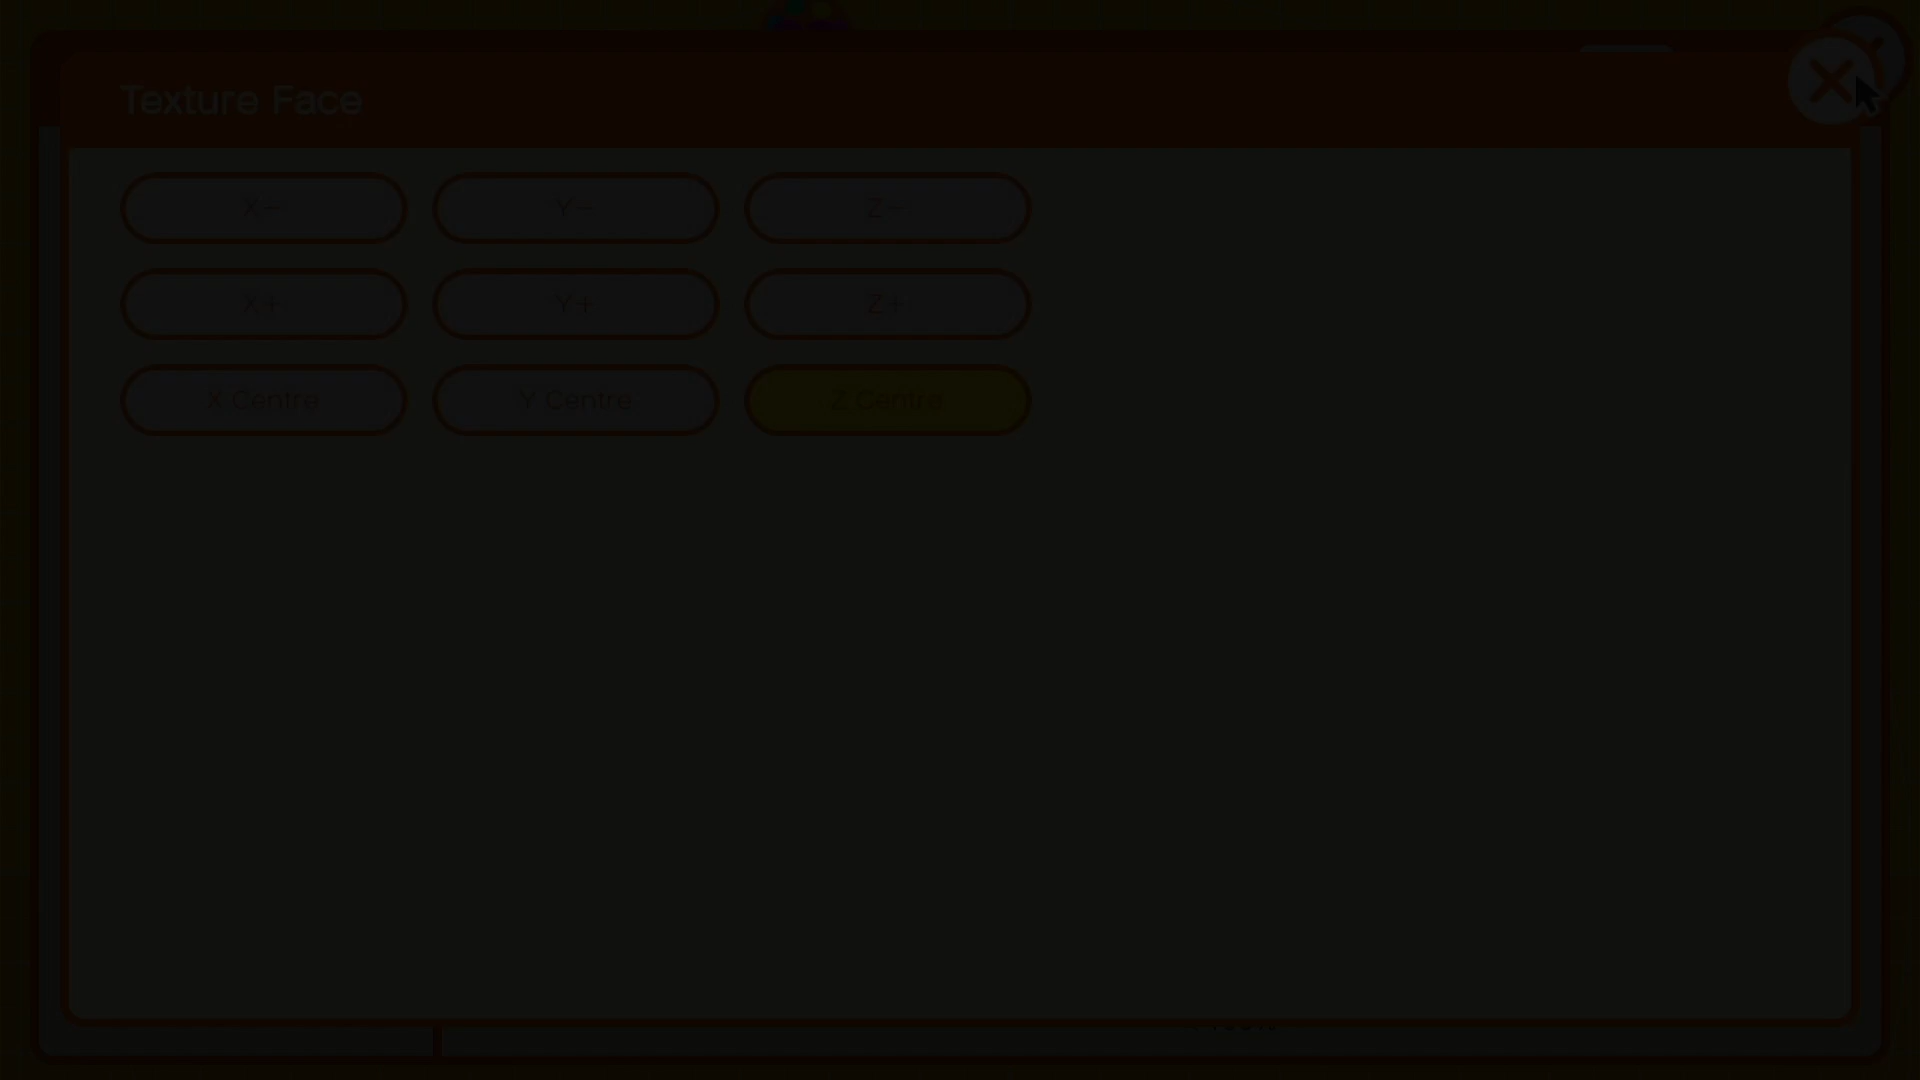 Texture Face
X- Y- Z-
X+ Y+ Z+
X Centre Y Centre Z Centre